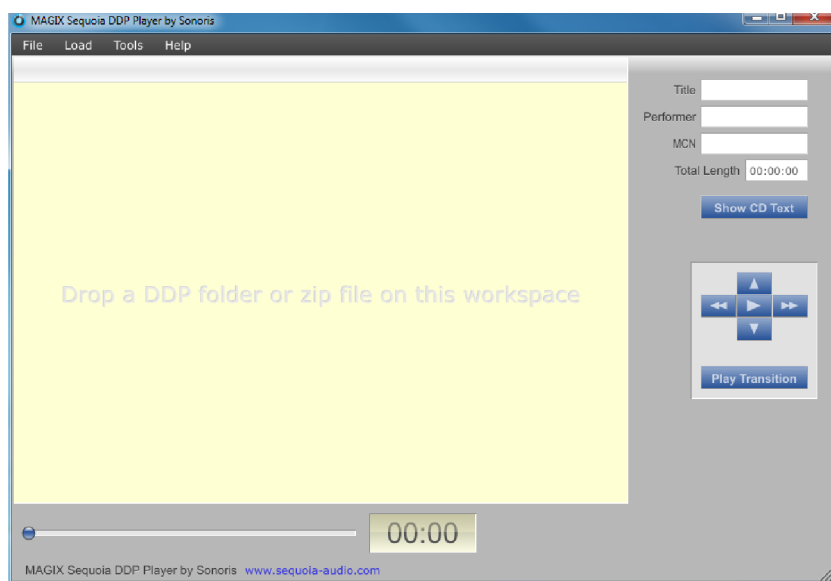 MAGIX Sequoia DDP Player by Sonoris
File Load Tools Help
Title
Performer
MCN
Total Length 00:00:00
Show CD Text
Drop a DDP folder or zip file on this workspace
Play Transition
00:00
MAGIX Sequoia DDP Player by Sonoris www.sequoia-audio.com